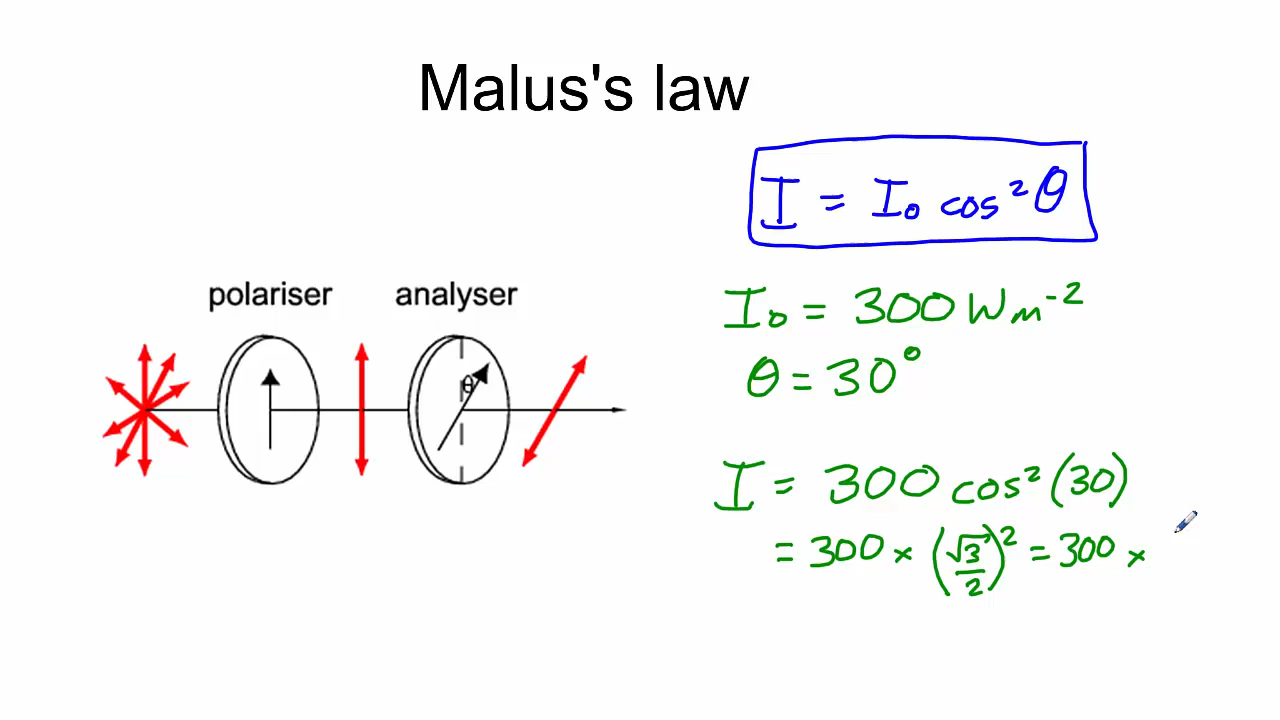 Malus's law
I = I₀ cos²θ
polariser analyser
θ
I₀ = 300 Wm⁻²
θ = 30°
I = 300 cos²(30)
= 300 × (√3/2)² = 300 ×